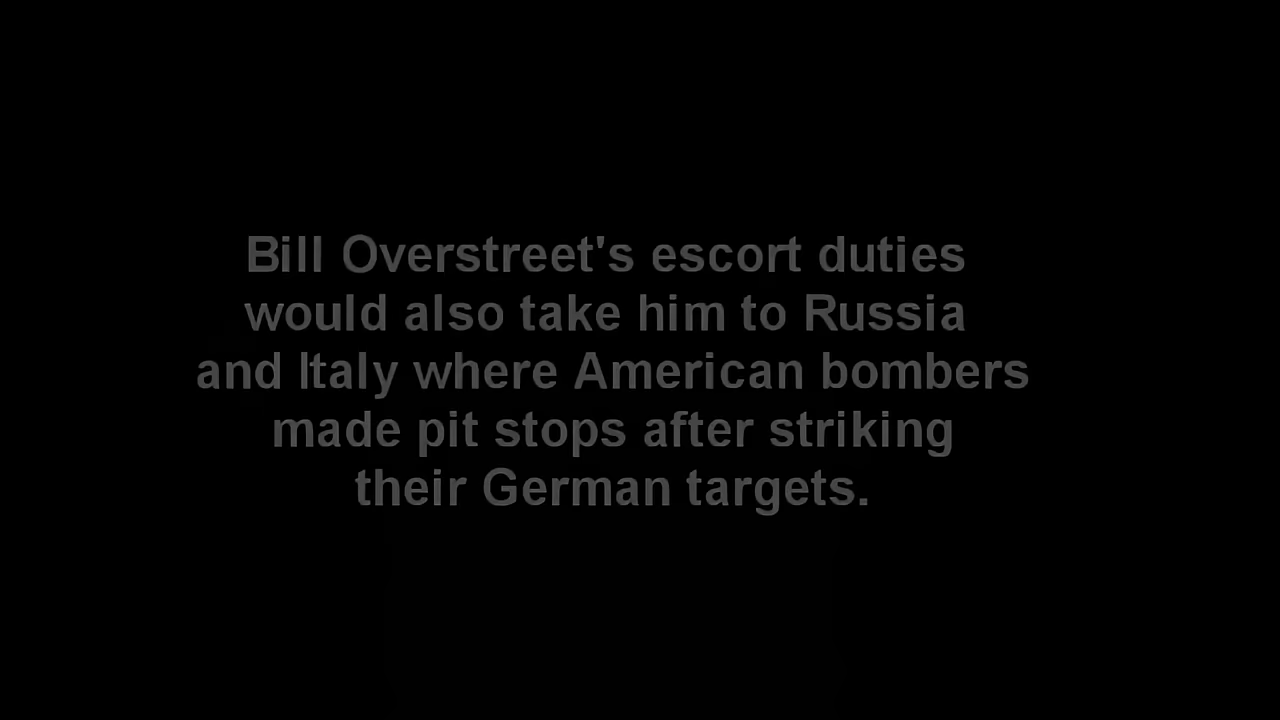 Bill Overstreet's escort duties
would also take him to Russia
and Italy where American bombers
made pit stops after striking
their German targets.